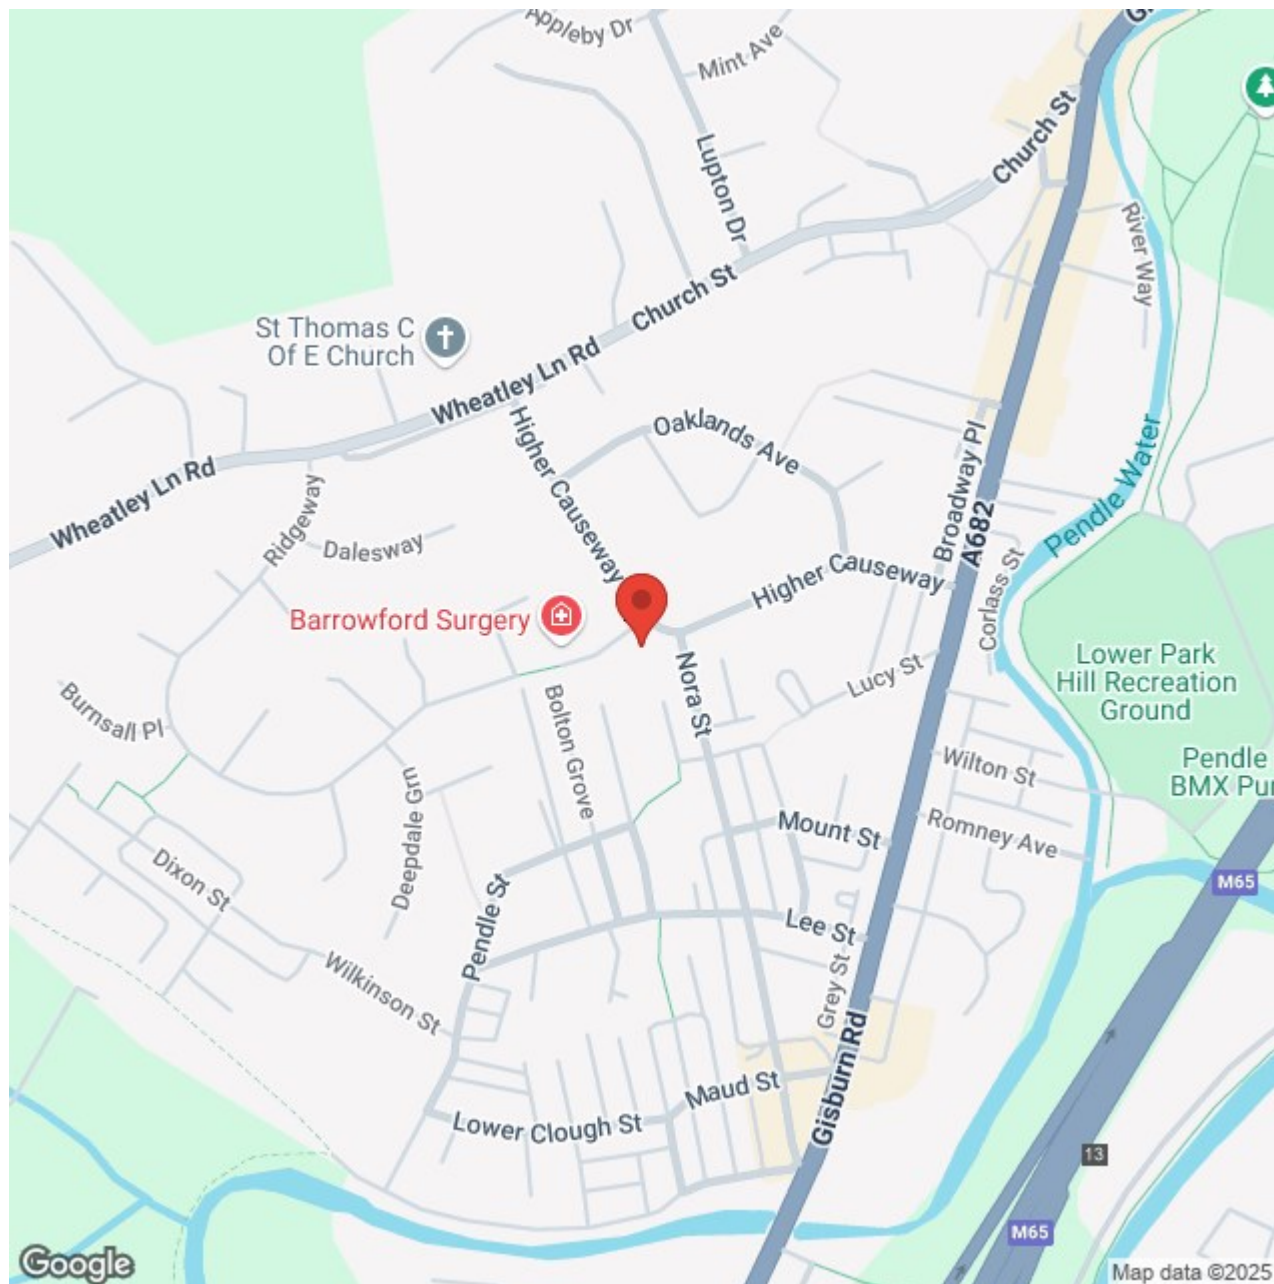 Appleby Dr
Mint Ave
Church St
Lupton Dr
River Way
Church St
St Thomas C
Of E Church
Wheatley Ln Rd
Higher Causeway
Oaklands Ave
Broadway Pl
A682
Pendle Water
Wheatley Ln Rd
Ridgeway
Dalesway
Higher Causeway
Corlass St
Barrowford Surgery
Lower Park
Hill Recreation
Ground
Nora St
Lucy St
Burnsall Pl
Bolton Grove
Pendle
BMX Pu
Wilton St
Deepdale Grn
Mount St
Romney Ave
Dixon St
M65
Pendle St
Lee St
Wilkinson St
Grey St
Gisburn Rd
Maud St
Lower Clough St
13
M65
Google
Map data ©2025